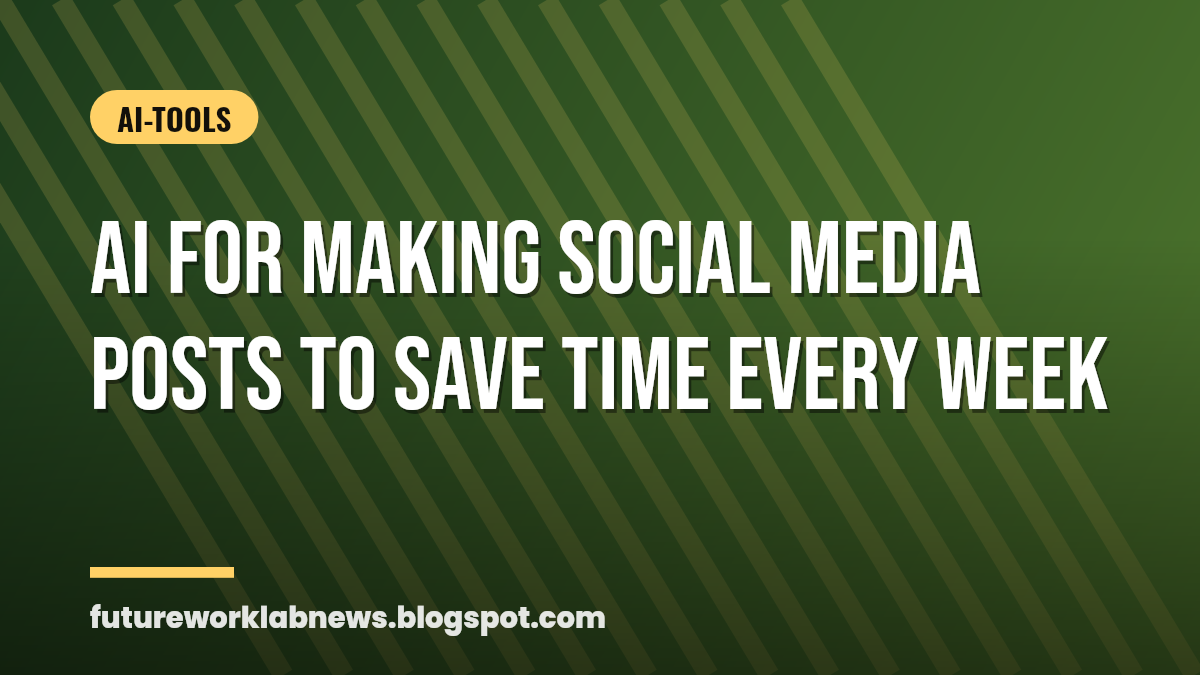 AI-TOOLS
AI FOR MAKING SOCIAL MEDIA
POSTS TO SAVE TIME EVERY WEEK
futureworklabnews.blogspot.com